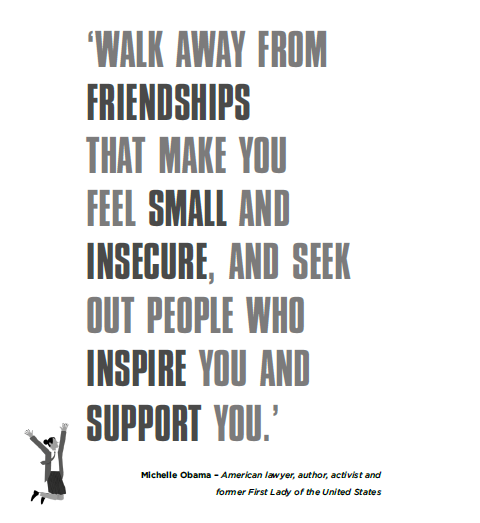 ‘WALK AWAY FROM
FRIENDSHIPS
THAT MAKE YOU
FEEL SMALL AND
INSECURE, AND SEEK
OUT PEOPLE WHO
INSPIRE YOU AND
SUPPORT YOU.’
Michelle Obama – American lawyer, author, activist and
former First Lady of the United States